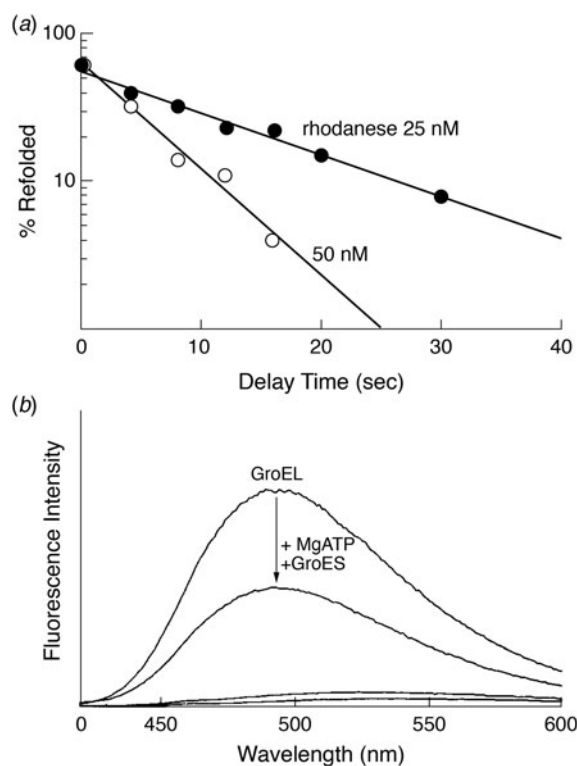 (a)
100
10
% Refolded
rhodanese 25 nM
50 nM
0 10 20 30 40
Delay Time (sec)
(b)
Fluorescence Intensity
GroEL
+ MgATP
+GroES
0 450 500 550 600
Wavelength (nm)